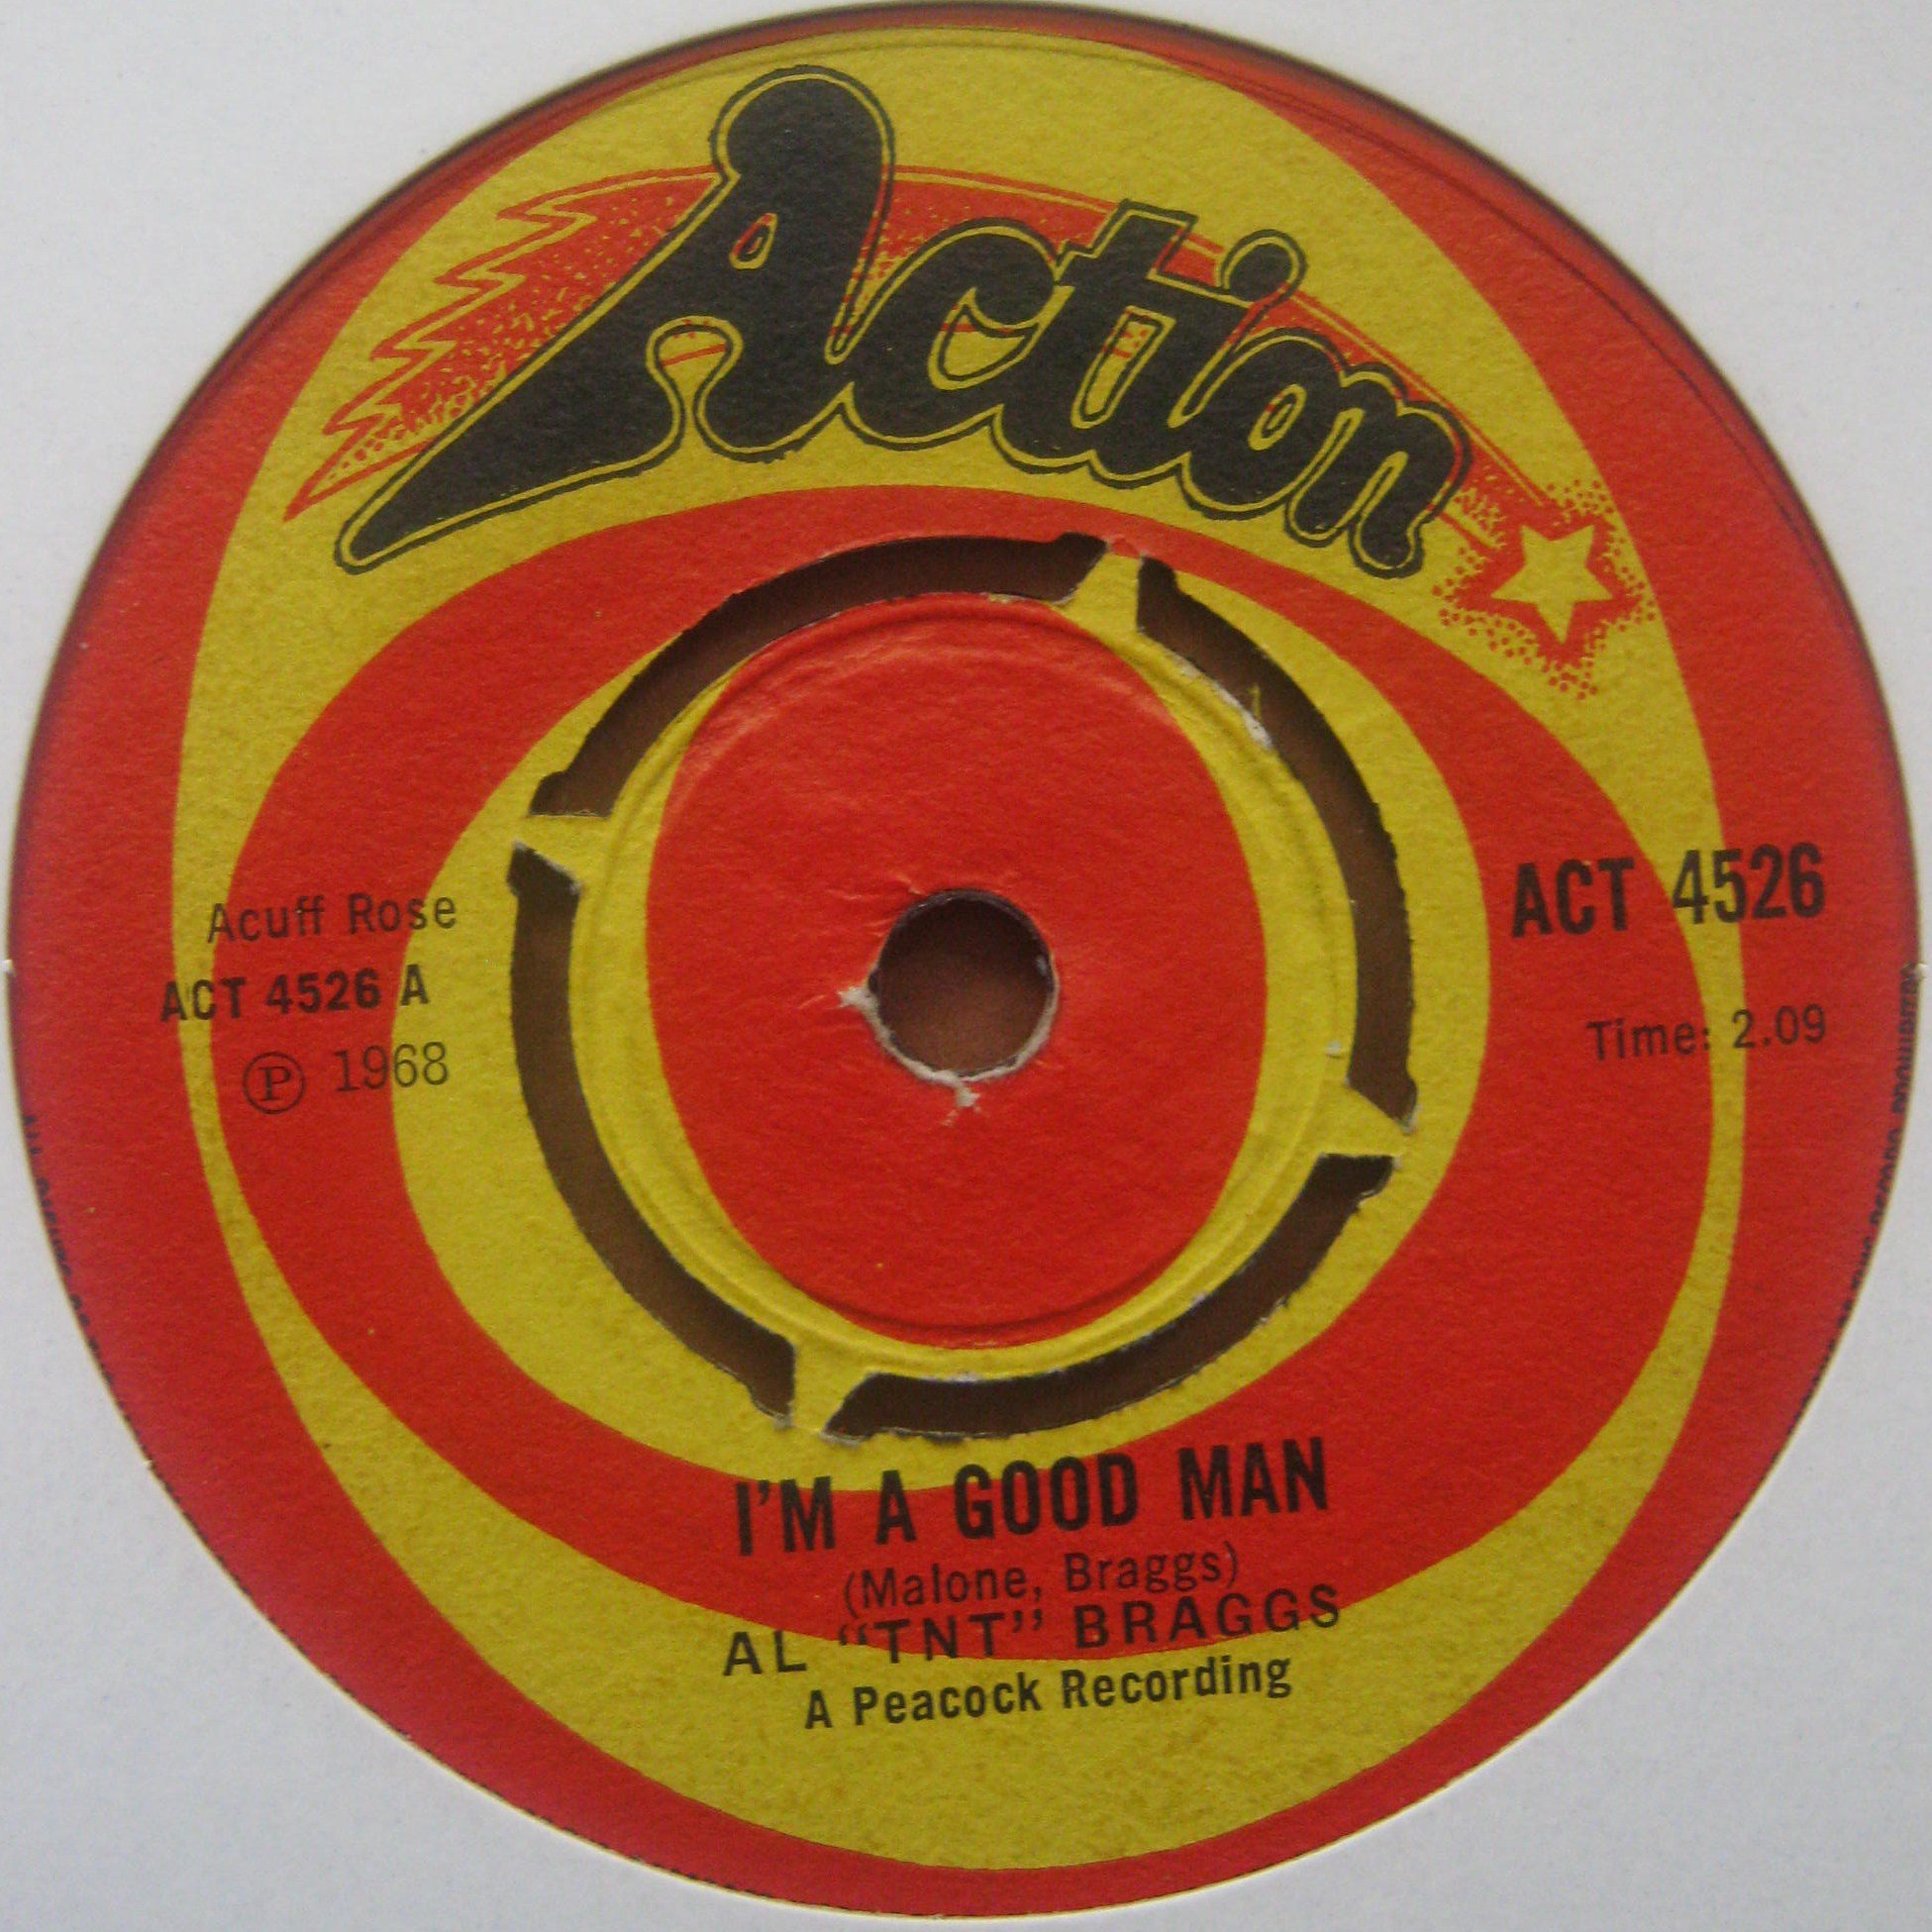 Action
Acuff Rose
ACT 4526 A
Ⓟ 1968
ACT 4526
Time: 2.09
I'M A GOOD MAN
(Malone, Braggs)
AL "TNT" BRAGGS
A Peacock Recording